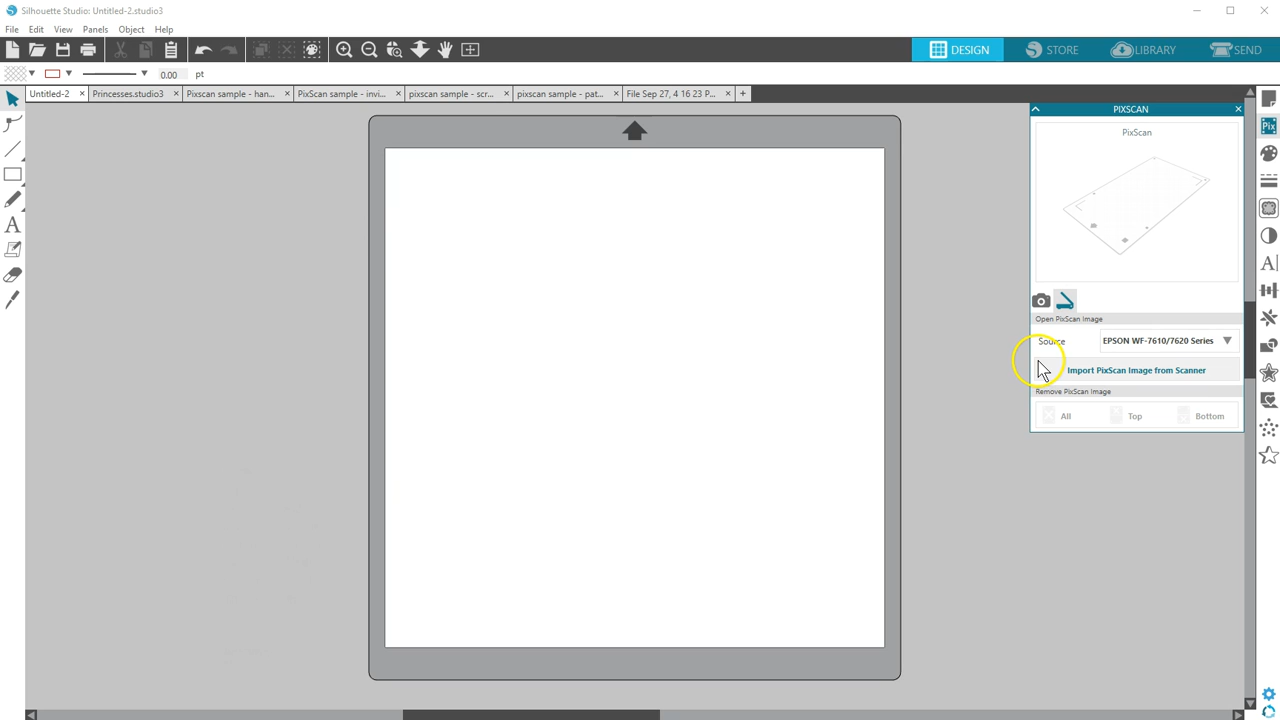 Silhouette Studio: Untitled-2.studio3
File Edit View Panels Object Help
DESIGN STORE LIBRARY SEND
0.00 pt
Untitled-2 Princesses.studio3 Pixscan sample - han... PixScan sample - invi... pixscan sample - scr... pixscan sample - pat... File Sep 27, 4 16 23 P...
PIXSCAN
Pix
PixScan
Open PixScan Image
Source EPSON WF-7610/7620 Series
Import PixScan Image from Scanner
Remove PixScan Image
All Top Bottom